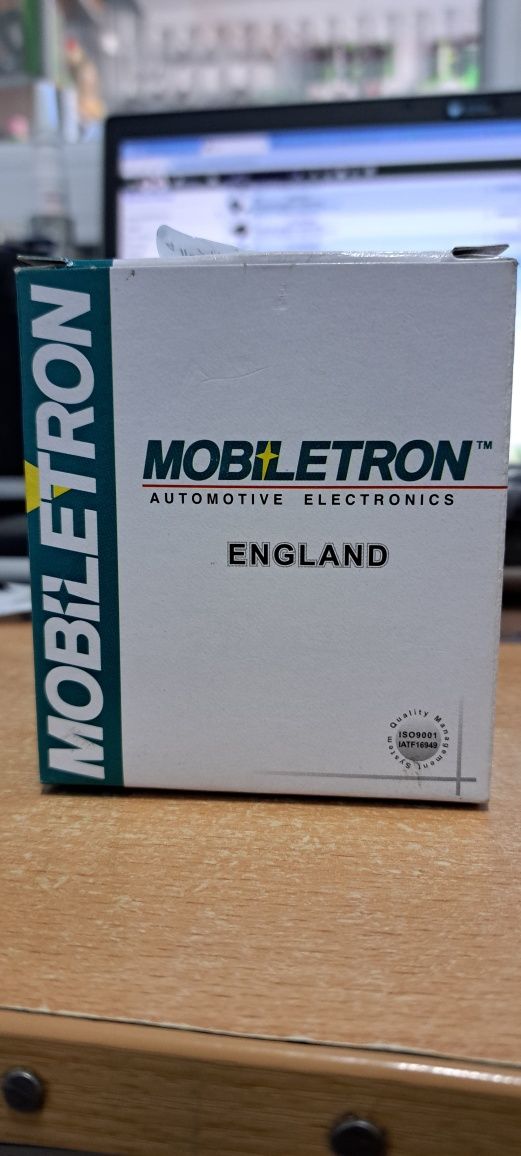 MOBiLETRON
MOBiLETRON™
AUTOMOTIVE ELECTRONICS
ENGLAND
Quality Management System
ISO9001
IATF16949